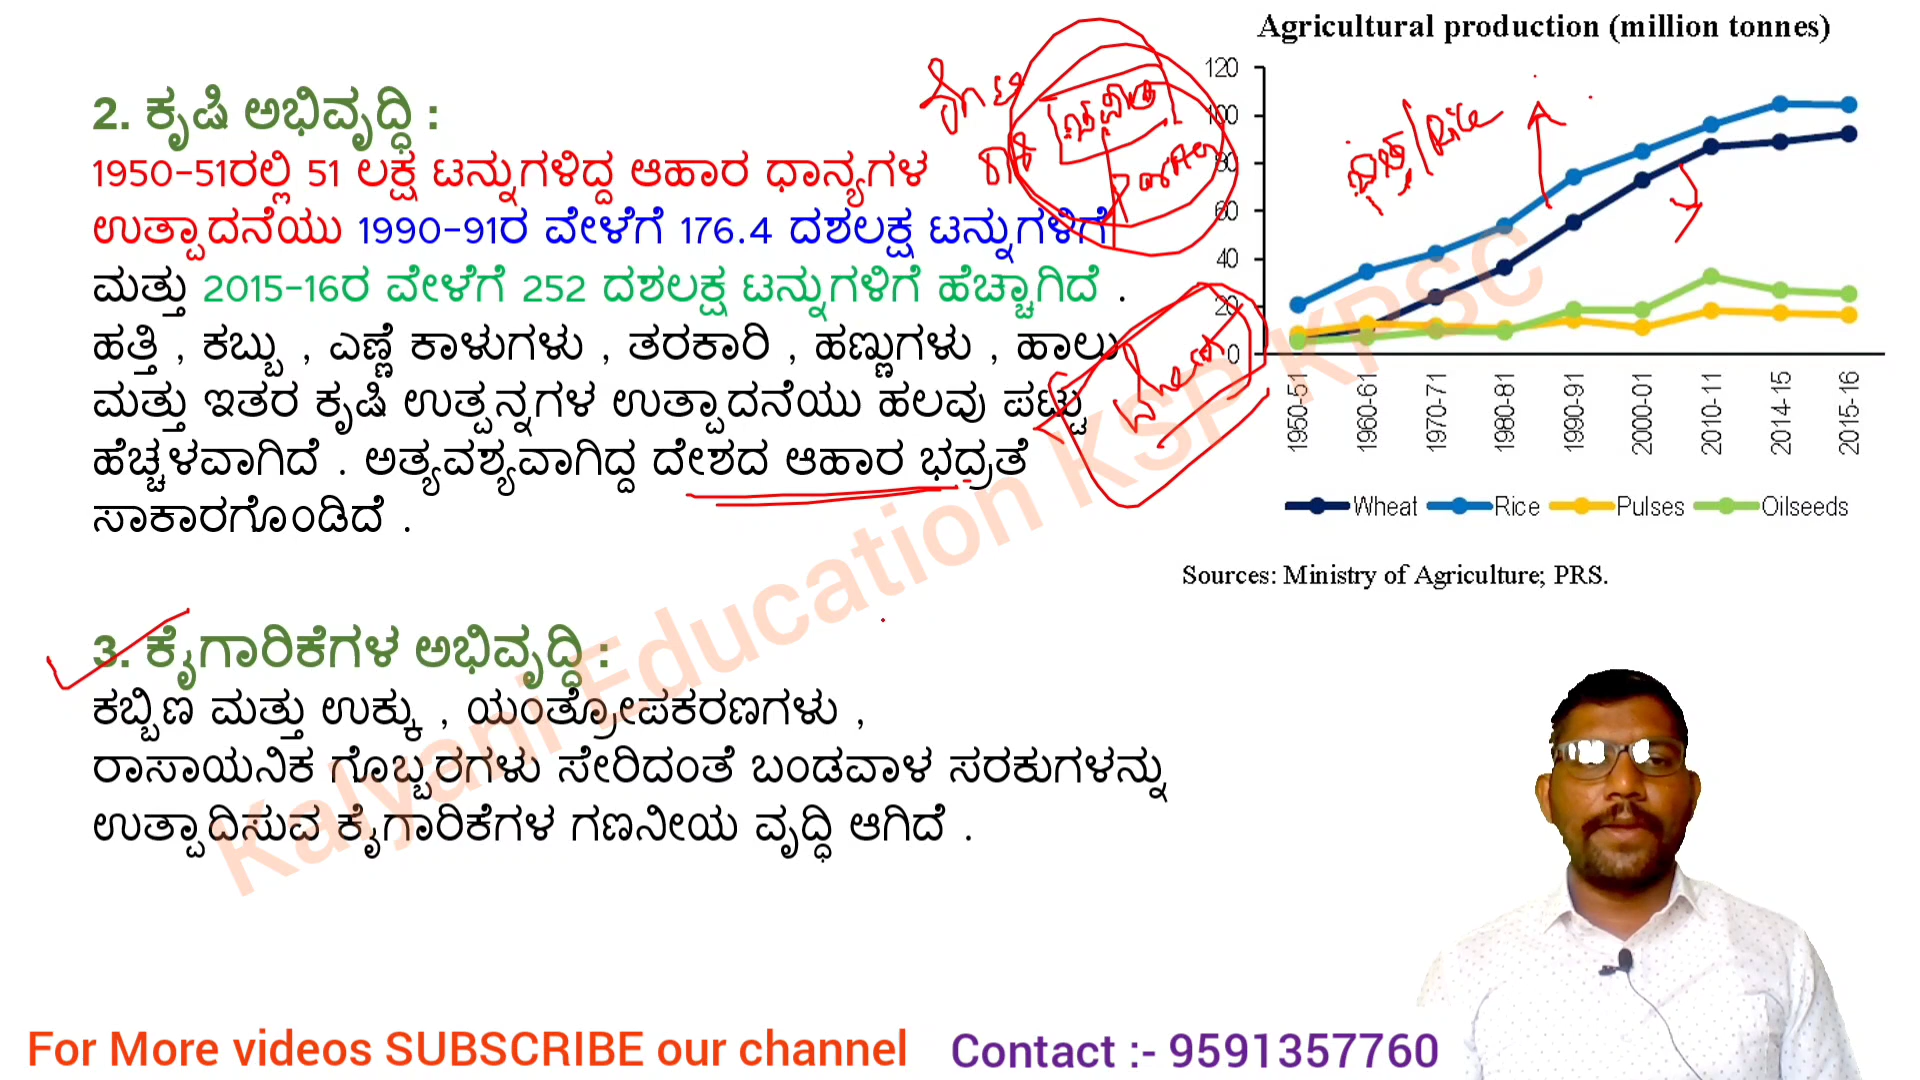 2. ಕೃಷಿ ಅಭಿವೃದ್ಧಿ :
1950-51ರಲ್ಲಿ 51 ಲಕ್ಷ ಟನ್ನುಗಳಿದ್ದ ಆಹಾರ ಧಾನ್ಯಗಳ
ಉತ್ಪಾದನೆಯು 1990-91ರ ವೇಳೆಗೆ 176.4 ದಶಲಕ್ಷ ಟನ್ನುಗಳಿಗೆ
ಮತ್ತು 2015-16ರ ವೇಳೆಗೆ 252 ದಶಲಕ್ಷ ಟನ್ನುಗಳಿಗೆ ಹೆಚ್ಚಾಗಿದೆ .
ಹತ್ತಿ , ಕಬ್ಬು , ಎಣ್ಣೆ ಕಾಳುಗಳು , ತರಕಾರಿ , ಹಣ್ಣುಗಳು , ಹಾಲು
ಮತ್ತು ಇತರ ಕೃಷಿ ಉತ್ಪನ್ನಗಳ ಉತ್ಪಾದನೆಯು ಹಲವು ಪಟ್ಟು
ಹೆಚ್ಚಳವಾಗಿದೆ . ಅತ್ಯವಶ್ಯವಾಗಿದ್ದ ದೇಶದ ಆಹಾರ ಭದ್ರತೆ
ಸಾಕಾರಗೊಂಡಿದೆ .
3. ಕೈಗಾರಿಕೆಗಳ ಅಭಿವೃದ್ಧಿ :
ಕಬ್ಬಿಣ ಮತ್ತು ಉಕ್ಕು , ಯಂತ್ರೋಪಕರಣಗಳು ,
ರಾಸಾಯನಿಕ ಗೊಬ್ಬರಗಳು ಸೇರಿದಂತೆ ಬಂಡವಾಳ ಸರಕುಗಳನ್ನು
ಉತ್ಪಾದಿಸುವ ಕೈಗಾರಿಕೆಗಳ ಗಣನೀಯ ವೃದ್ಧಿ ಆಗಿದೆ .
Agricultural production (million tonnes)
120
100
80
60
40
20
0
1950-51 1960-61 1970-71 1980-81 1990-91 2000-01 2010-11 2014-15 2015-16
Wheat Rice Pulses Oilseeds
Sources: Ministry of Agriculture; PRS.
/Rice
Wheat
Kalyani Education KSP KPSC
For More videos SUBSCRIBE our channel Contact :- 9591357760